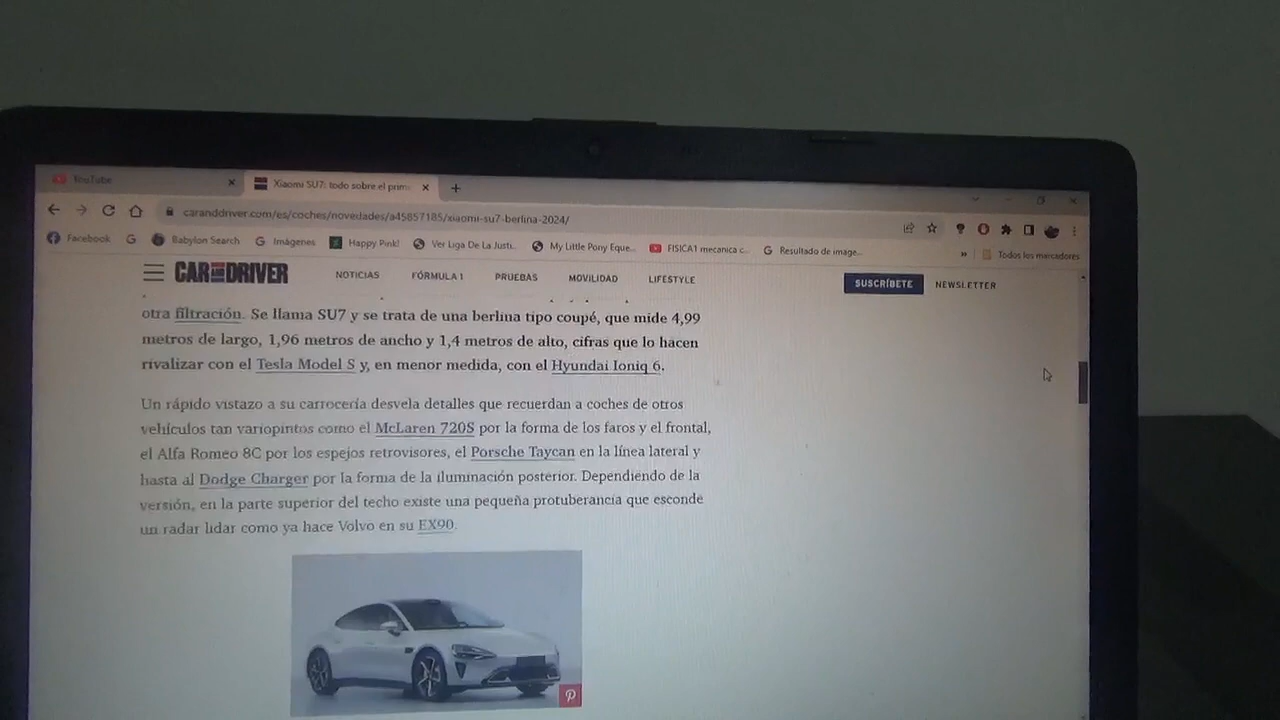 YouTube
Xiaomi SU7: todo sobre el prim
caranddriver.com/es/coches/novedades/a45857185/xiaomi-su7-berlina-2024/
Facebook
Babylon Search
Imágenes
Happy Pink!
Ver Liga De La Justi...
My Little Pony Eque...
FISICA1 mecanica c...
Resultado de image...
»
Todos los marcadores
CAR AND DRIVER
NOTICIAS
FÓRMULA 1
PRUEBAS
MOVILIDAD
LIFESTYLE
SUSCRÍBETE
NEWSLETTER
otra filtración. Se llama SU7 y se trata de una berlina tipo coupé, que mide 4,99
metros de largo, 1,96 metros de ancho y 1,4 metros de alto, cifras que lo hacen
rivalizar con el Tesla Model S y, en menor medida, con el Hyundai Ioniq 6.
Un rápido vistazo a su carrocería desvela detalles que recuerdan a coches de otros
vehículos tan variopintos como el McLaren 720S por la forma de los faros y el frontal,
el Alfa Romeo 8C por los espejos retrovisores, el Porsche Taycan en la línea lateral y
hasta al Dodge Charger por la forma de la iluminación posterior. Dependiendo de la
versión, en la parte superior del techo existe una pequeña protuberancia que esconde
un radar lidar como ya hace Volvo en su EX90.